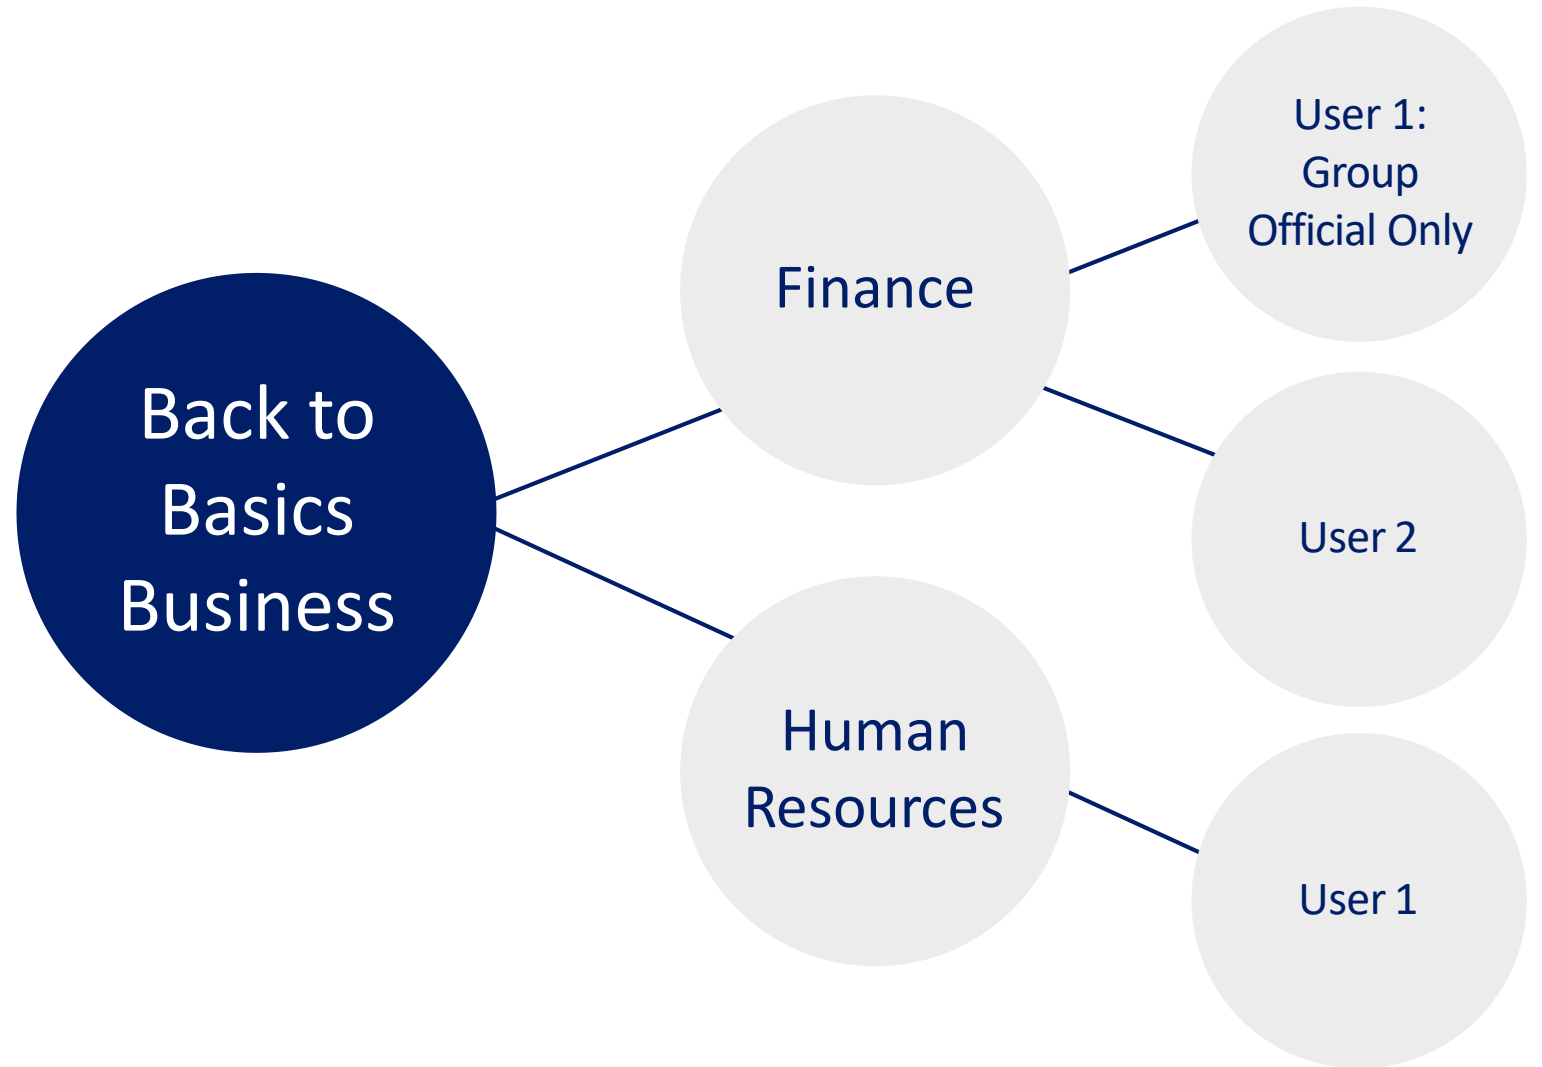 Back to
Basics
Business
Finance
Human
Resources
User 1:
Group
Official Only
User 2
User 1